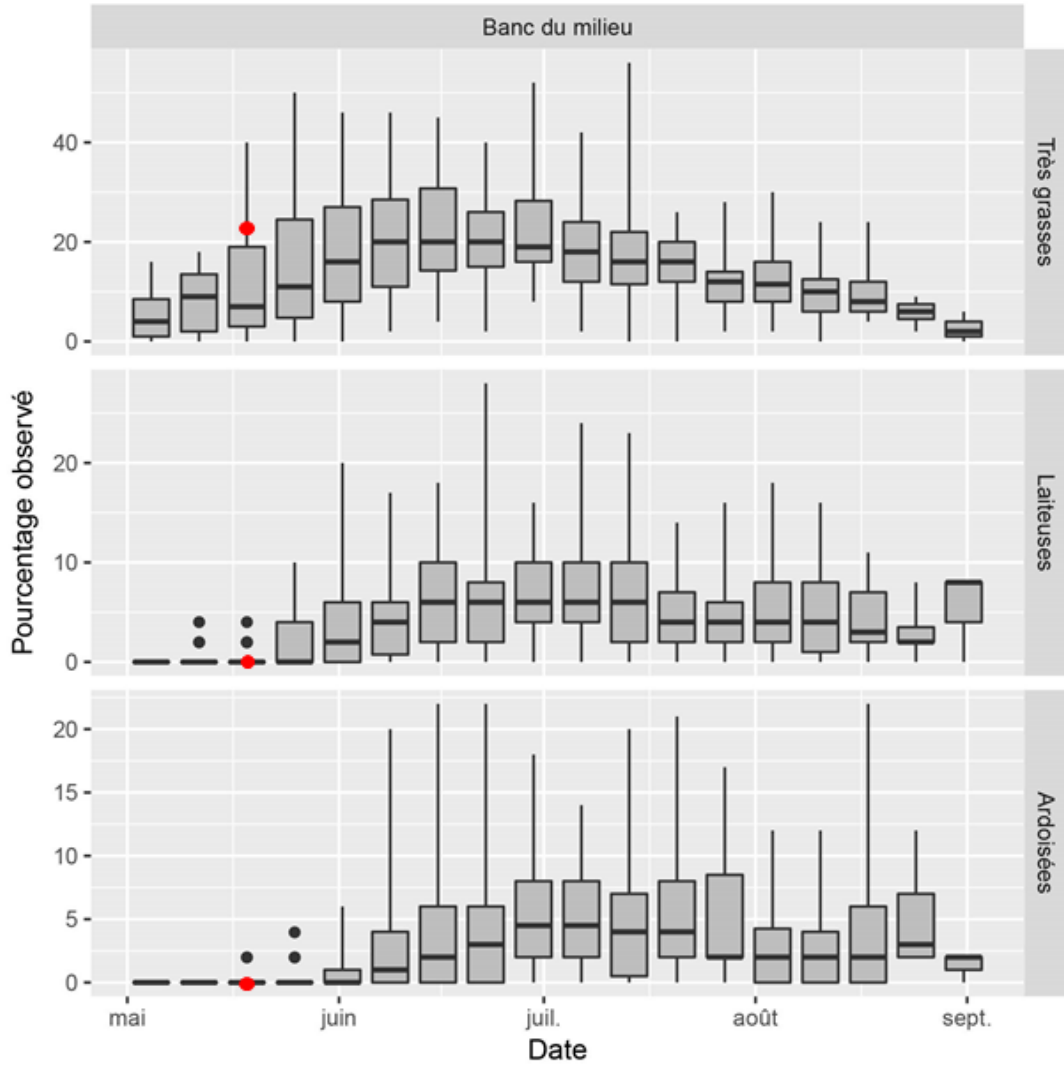 Banc du milieu
Très grasses
40
20
0
Laiteuses
20
10
0
Ardoisées
20
15
10
5
0
Pourcentage observé
mai juin juil. août sept.
Date